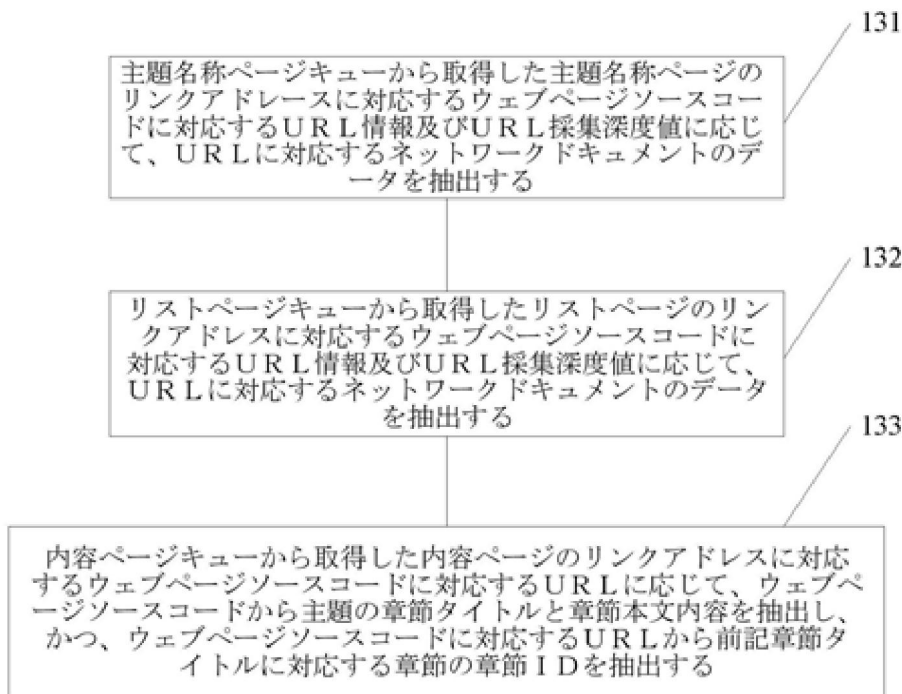 131
主題名称ページキューから取得した主題名称ページの
リンクアドレースに対応するウェブページソースコー
ドに対応するＵＲＬ情報及びＵＲＬ採集深度値に応じ
て、ＵＲＬに対応するネットワークドキュメントのデ
ータを抽出する
132
リストページキューから取得したリストページのリン
クアドレスに対応するウェブページソースコードに
対応するＵＲＬ情報及びＵＲＬ採集深度値に応じて、
ＵＲＬに対応するネットワークドキュメントのデータ
を抽出する
133
内容ページキューから取得した内容ページのリンクアドレスに対応
するウェブページソースコードに対応するＵＲＬに応じて、ウェブペ
ージソースコードから主題の章節タイトルと章節本文内容を抽出し、
かつ、ウェブページソースコードに対応するＵＲＬから前記章節タ
イトルに対応する章節の章節ＩＤを抽出する